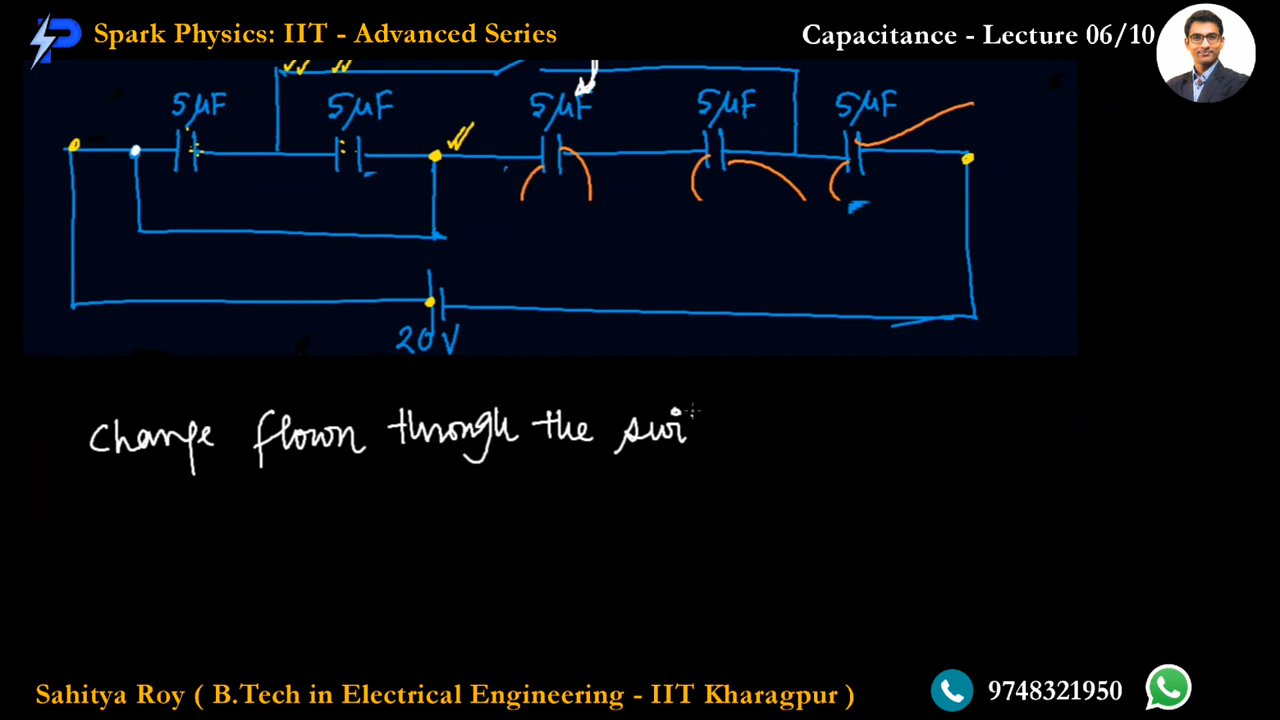 Spark Physics: IIT - Advanced Series
Capacitance - Lecture 06/10
5μF 5μF 5μF 5μF 5μF
20V
Charge flown through the swi
Sahitya Roy ( B.Tech in Electrical Engineering - IIT Kharagpur )
9748321950